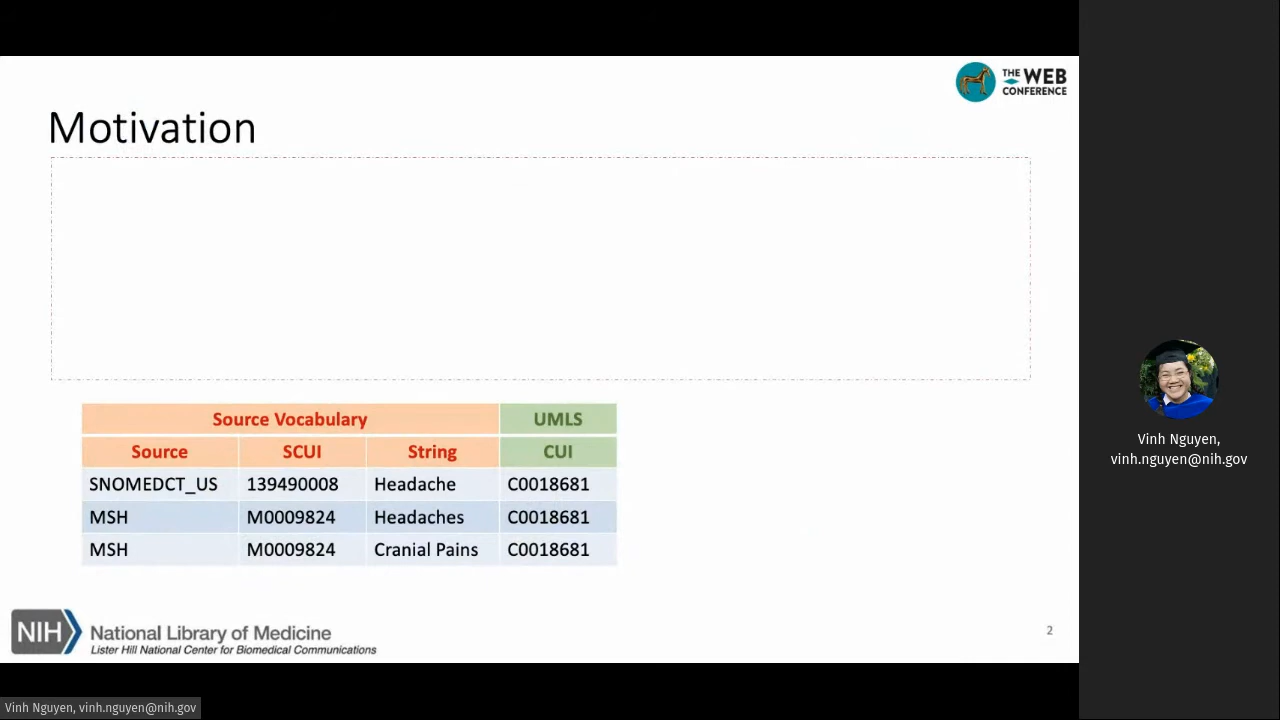 THE WEB
CONFERENCE
Motivation
Source Vocabulary UMLS
Source SCUI String CUI
SNOMEDCT_US 139490008 Headache C0018681
MSH M0009824 Headaches C0018681
MSH M0009824 Cranial Pains C0018681
NIH National Library of Medicine
Lister Hill National Center for Biomedical Communications
2
Vinh Nguyen,
vinh.nguyen@nih.gov
Vinh Nguyen, vinh.nguyen@nih.gov